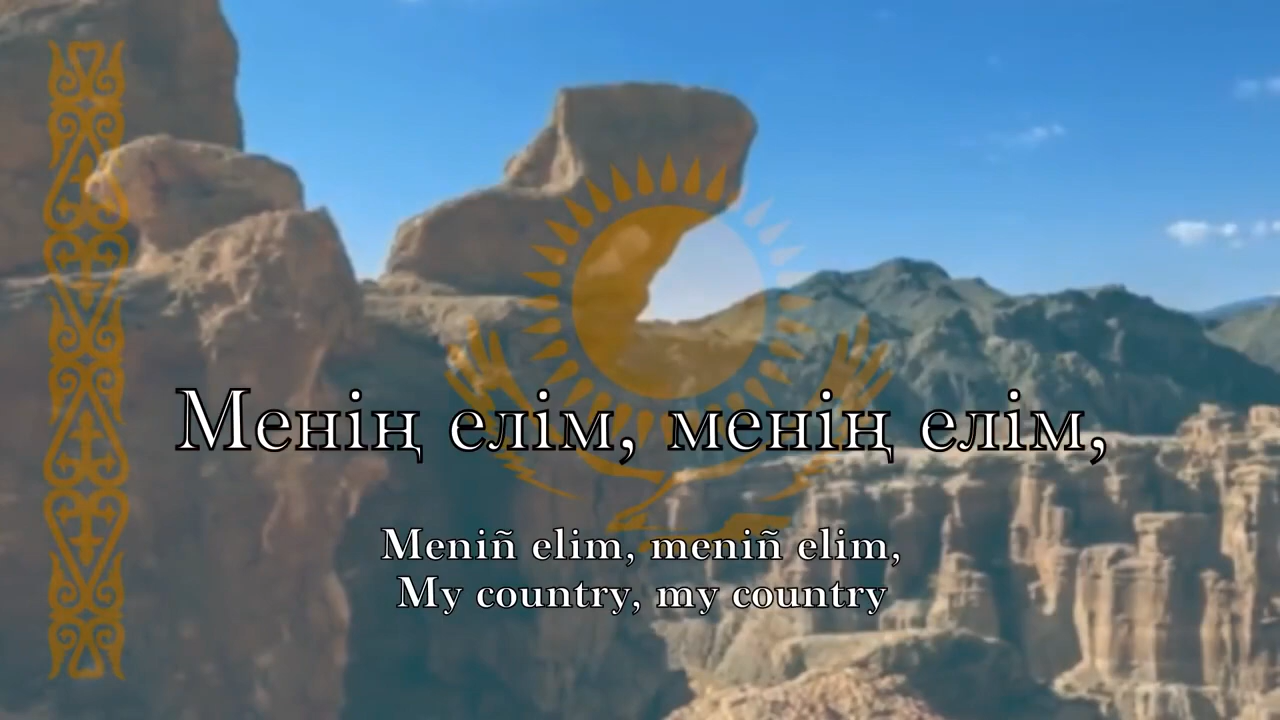 Менің елім, менің елім,
Meniñ elim, meniñ elim,
My country, my country